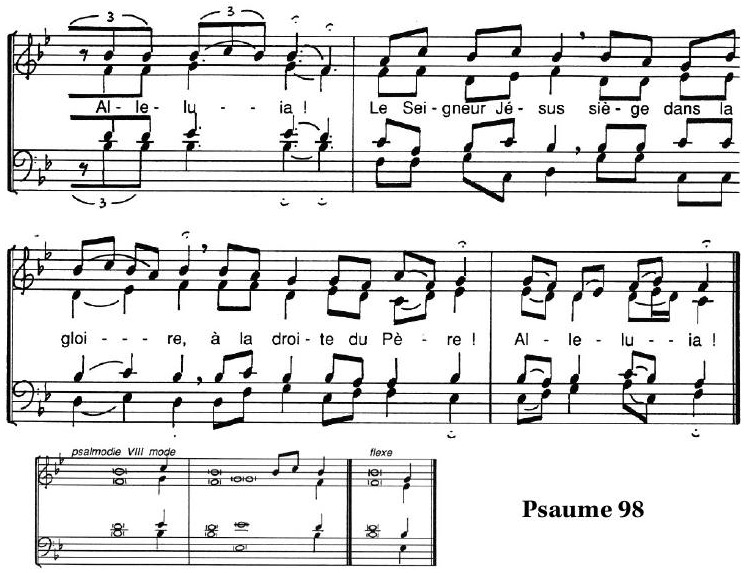 3 3
Al - le - lu - - ia ! Le Sei - gneur Jé - sus siè - ge dans la
3
gloi - - - re, à la droi - te du Pè - re ! Al - le - lu - ia !
psalmodie VIII mode flexe
Psaume 98